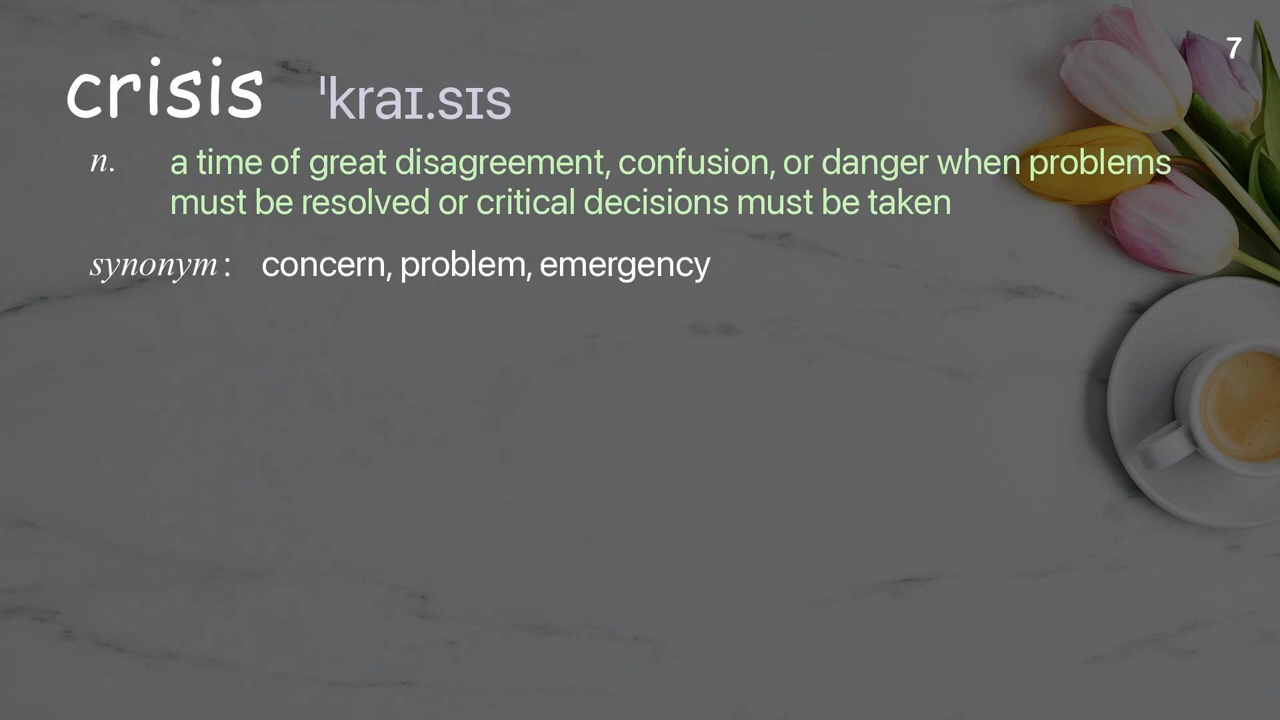 7
crisis ˈkraɪ.sɪs
n. a time of great disagreement, confusion, or danger when problems
must be resolved or critical decisions must be taken
synonym: concern, problem, emergency